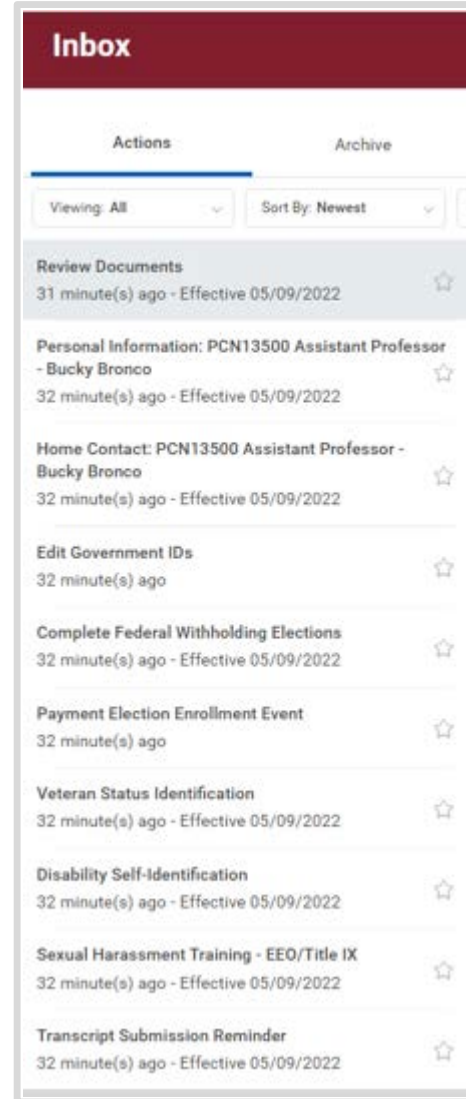 Inbox
Actions
Archive
Viewing: All
Sort By: Newest
Review Documents
31 minute(s) ago - Effective 05/09/2022
Personal Information: PCN13500 Assistant Professor
- Bucky Bronco
32 minute(s) ago - Effective 05/09/2022
Home Contact: PCN13500 Assistant Professor -
Bucky Bronco
32 minute(s) ago - Effective 05/09/2022
Edit Government IDs
32 minute(s) ago
Complete Federal Withholding Elections
32 minute(s) ago - Effective 05/09/2022
Payment Election Enrollment Event
32 minute(s) ago
Veteran Status Identification
32 minute(s) ago - Effective 05/09/2022
Disability Self-Identification
32 minute(s) ago - Effective 05/09/2022
Sexual Harassment Training - EEO/Title IX
32 minute(s) ago - Effective 05/09/2022
Transcript Submission Reminder
32 minute(s) ago - Effective 05/09/2022